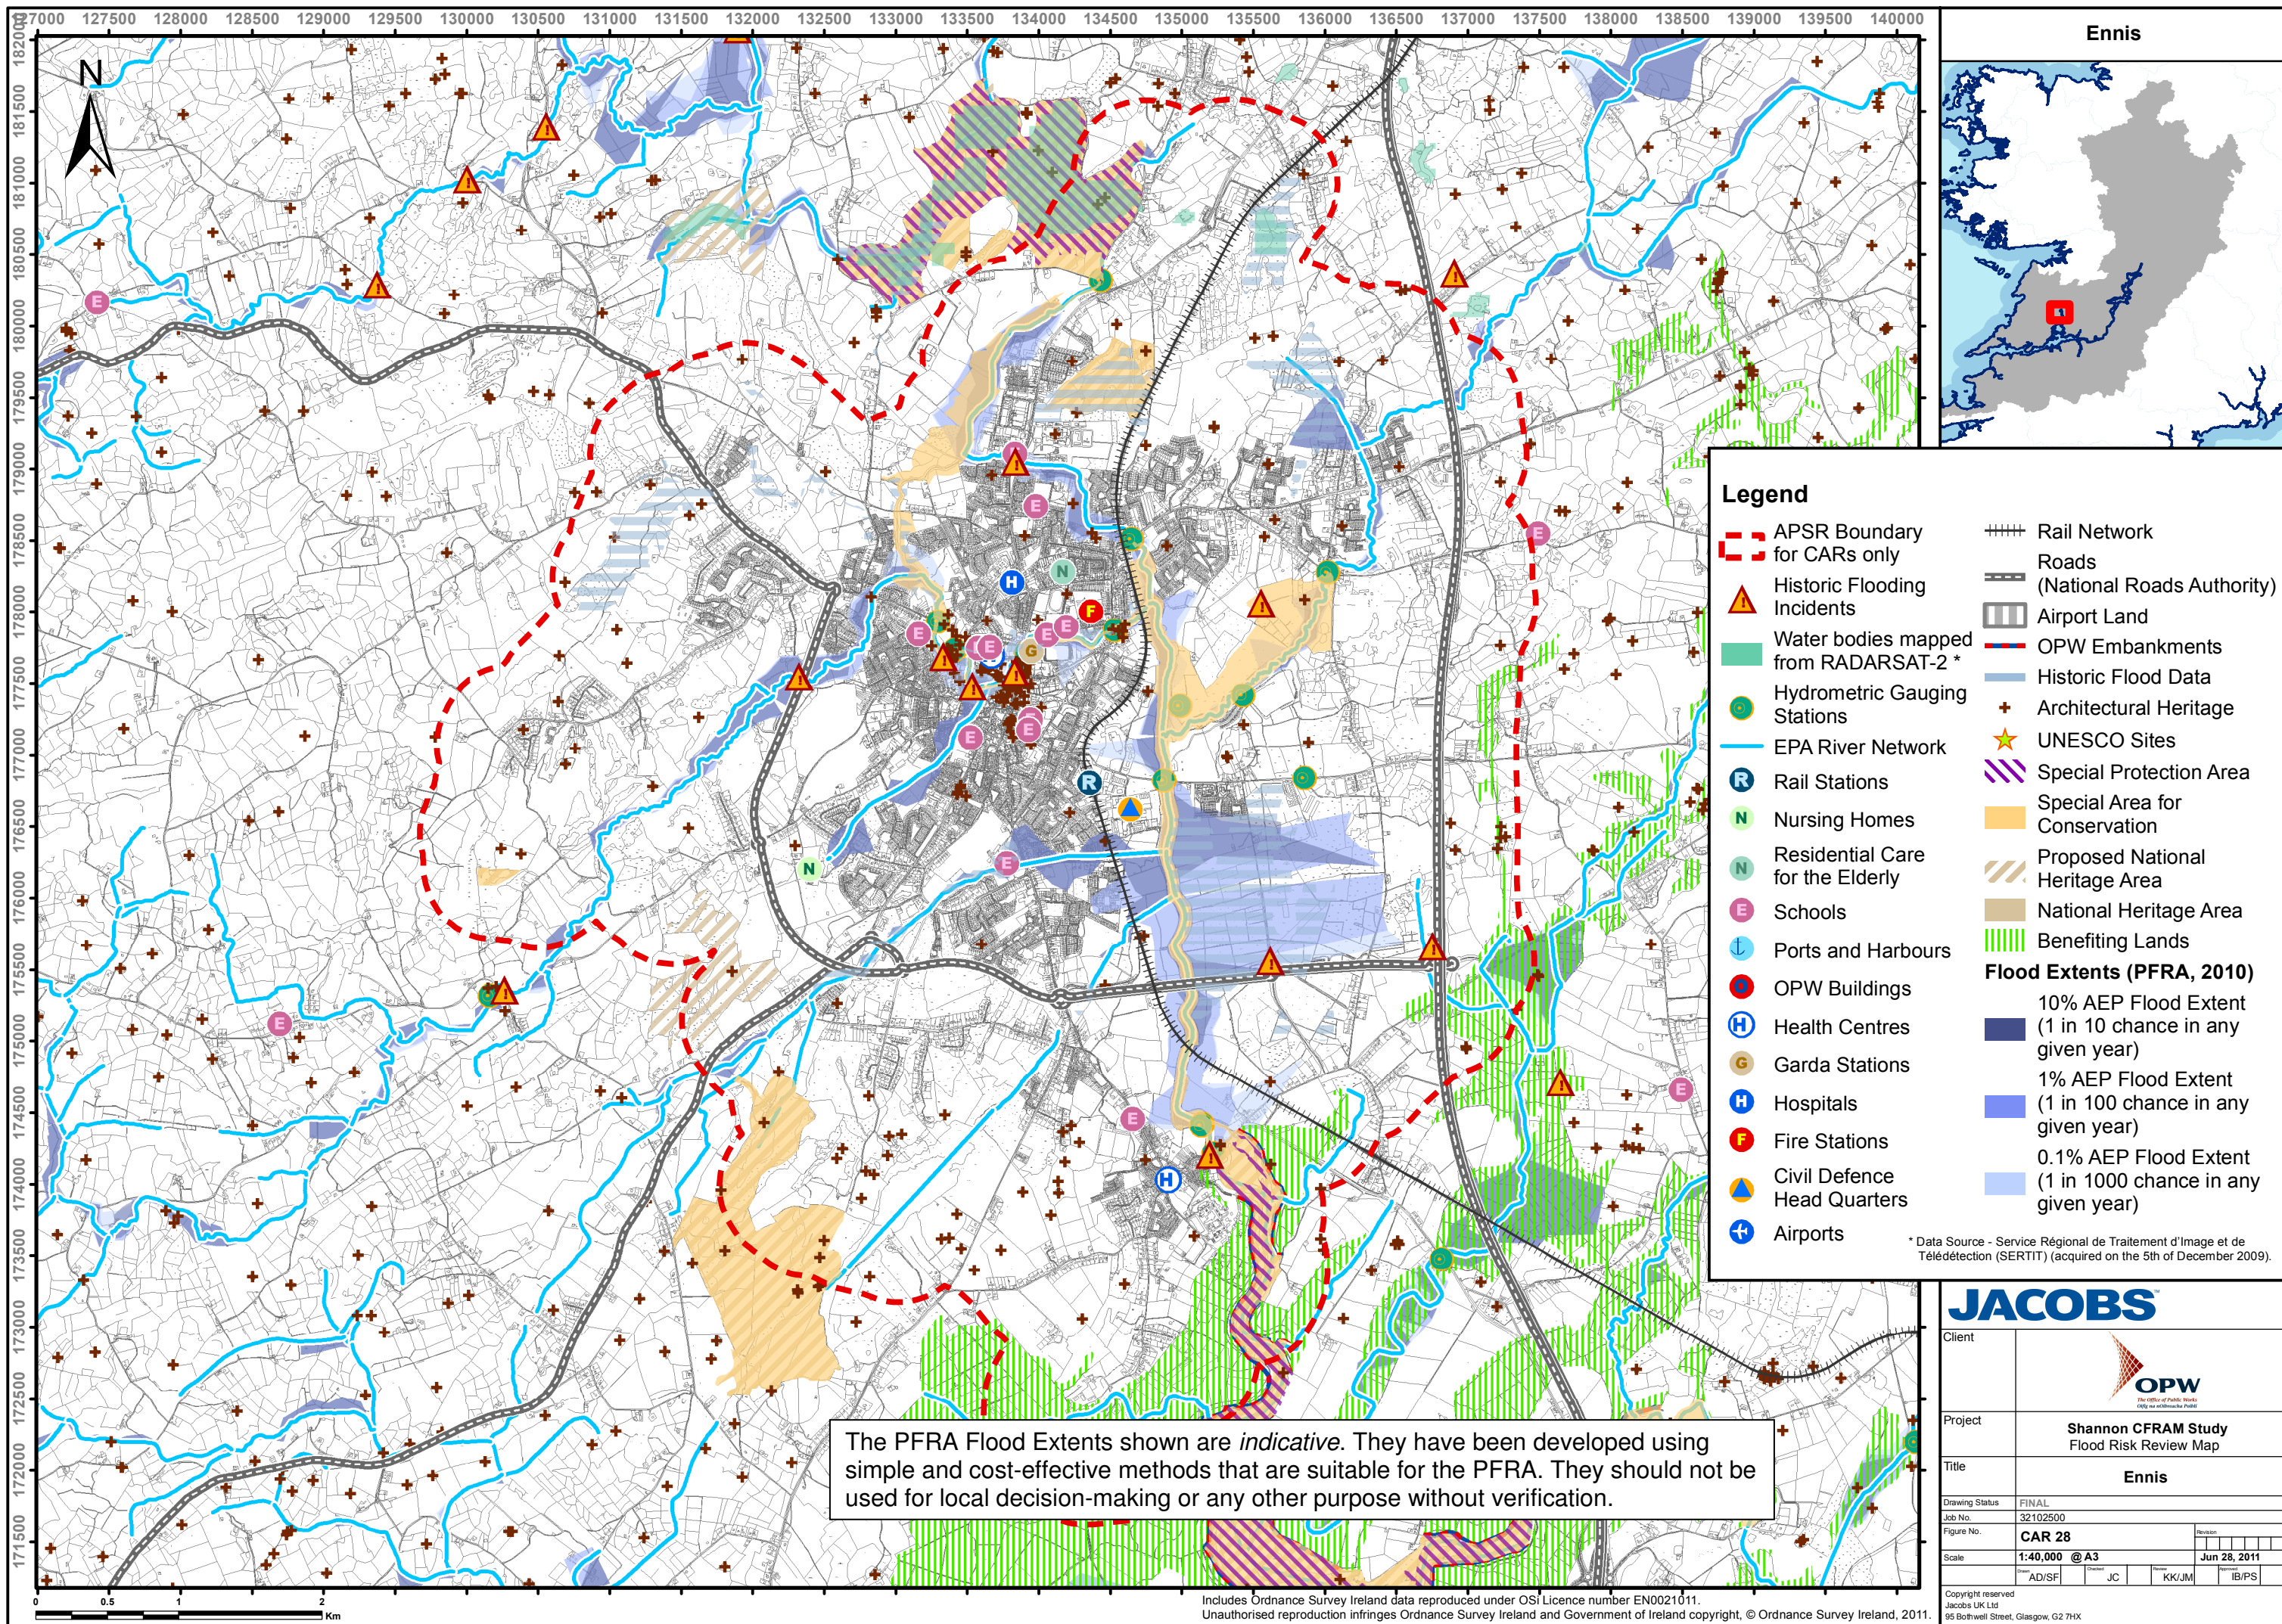 127000 128000 128500 129000 129500 130000 130500 131000 131500 132000 132500 133000 133500 134000 134500 135000 135500 136000 136500 137000 137500 138000 138500 139000 139500 140000
182000
181500
181000
180500
180000
179500
179000
178500
178000
177500
177000
176500
176000
175500
175000
174500
174000
173500
173000
172500
172000
171500
N
Ennis
Legend
APSR Boundary
for CARs only
Historic Flooding
Incidents
Water bodies mapped
from RADARSAT-2 *
Hydrometric Gauging
Stations
EPA River Network
R Rail Stations
N Nursing Homes
N Residential Care
for the Elderly
E Schools
Ports and Harbours
OPW Buildings
H Health Centres
G Garda Stations
H Hospitals
F Fire Stations
Civil Defence
Head Quarters
Airports
Rail Network
Roads
(National Roads Authority)
Airport Land
OPW Embankments
Historic Flood Data
Architectural Heritage
UNESCO Sites
Special Protection Area
Special Area for
Conservation
Proposed National
Heritage Area
National Heritage Area
Benefiting Lands
Flood Extents (PFRA, 2010)
10% AEP Flood Extent
(1 in 10 chance in any
given year)
1% AEP Flood Extent
(1 in 100 chance in any
given year)
0.1% AEP Flood Extent
(1 in 1000 chance in any
given year)
* Data Source - Service Régional de Traitement d'Image et de
Télédétection (SERTIT) (acquired on the 5th of December 2009).
The PFRA Flood Extents shown are indicative. They have been developed using
simple and cost-effective methods that are suitable for the PFRA. They should not be
used for local decision-making or any other purpose without verification.
JACOBS
Client
OPW
The Office of Public Works
Oifig na nOibreacha Poiblí
Project
Shannon CFRAM Study
Flood Risk Review Map
Title
Ennis
Drawing Status FINAL
Job No. 32102500
Figure No. CAR 28 Revision
Scale 1:40,000 @ A3 Jun 28, 2011
Drawn AD/SF Checked JC Review KK/JM Approved IB/PS
Copyright reserved
Jacobs UK Ltd
95 Bothwell Street, Glasgow, G2 7HX
0 0.5 1 2
Km
Includes Ordnance Survey Ireland data reproduced under OSi Licence number EN0021011.
Unauthorised reproduction infringes Ordnance Survey Ireland and Government of Ireland copyright, © Ordnance Survey Ireland, 2011.